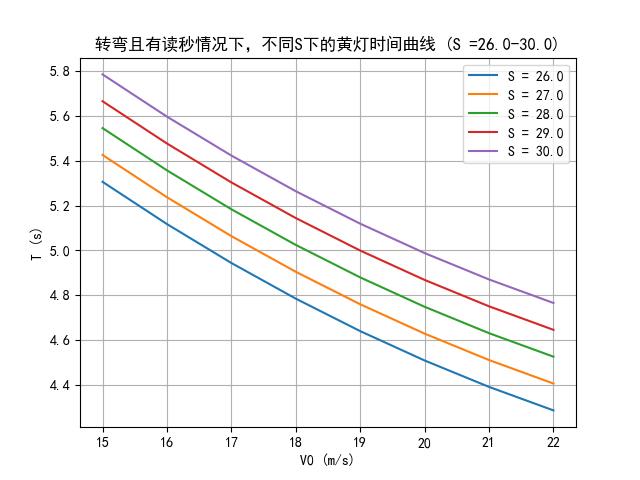 转弯且有读秒情况下，不同S下的黄灯时间曲线 (S =26.0-30.0)
S = 26.0
S = 27.0
S = 28.0
S = 29.0
S = 30.0
5.8
5.6
5.4
5.2
5.0
4.8
4.6
4.4
T (s)
15 16 17 18 19 20 21 22
V0 (m/s)